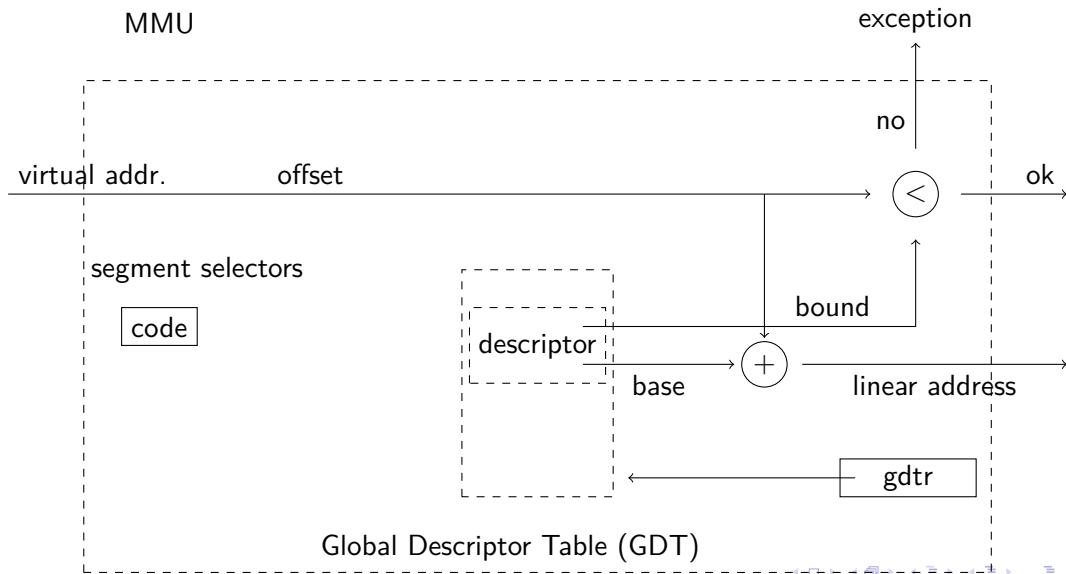 MMU
exception
no
virtual addr.
offset
<
ok
segment selectors
code
descriptor
bound
+
base
linear address
gdtr
Global Descriptor Table (GDT)